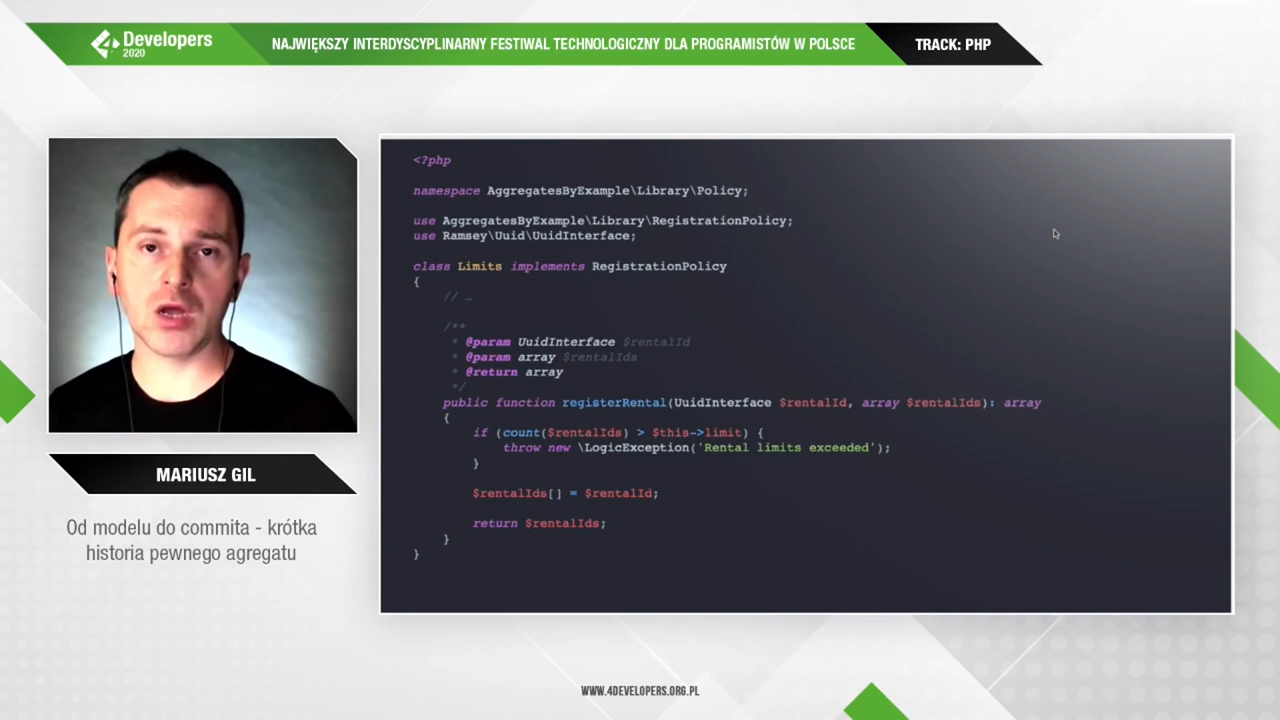 4Developers
2020
NAJWIĘKSZY INTERDYSCYPLINARNY FESTIWAL TECHNOLOGICZNY DLA PROGRAMISTÓW W POLSCE
TRACK: PHP
<?php
namespace AggregatesByExample\Library\Policy;
use AggregatesByExample\Library\RegistrationPolicy;
use Ramsey\Uuid\UuidInterface;
class Limits implements RegistrationPolicy
{
// …
/**
* @param UuidInterface $rentalId
* @param array $rentalIds
* @return array
*/
public function registerRental(UuidInterface $rentalId, array $rentalIds): array
{
if (count($rentalIds) > $this->limit) {
throw new \LogicException('Rental limits exceeded');
}
$rentalIds[] = $rentalId;
return $rentalIds;
}
}
MARIUSZ GIL
Od modelu do commita - krótka
historia pewnego agregatu
WWW.4DEVELOPERS.ORG.PL